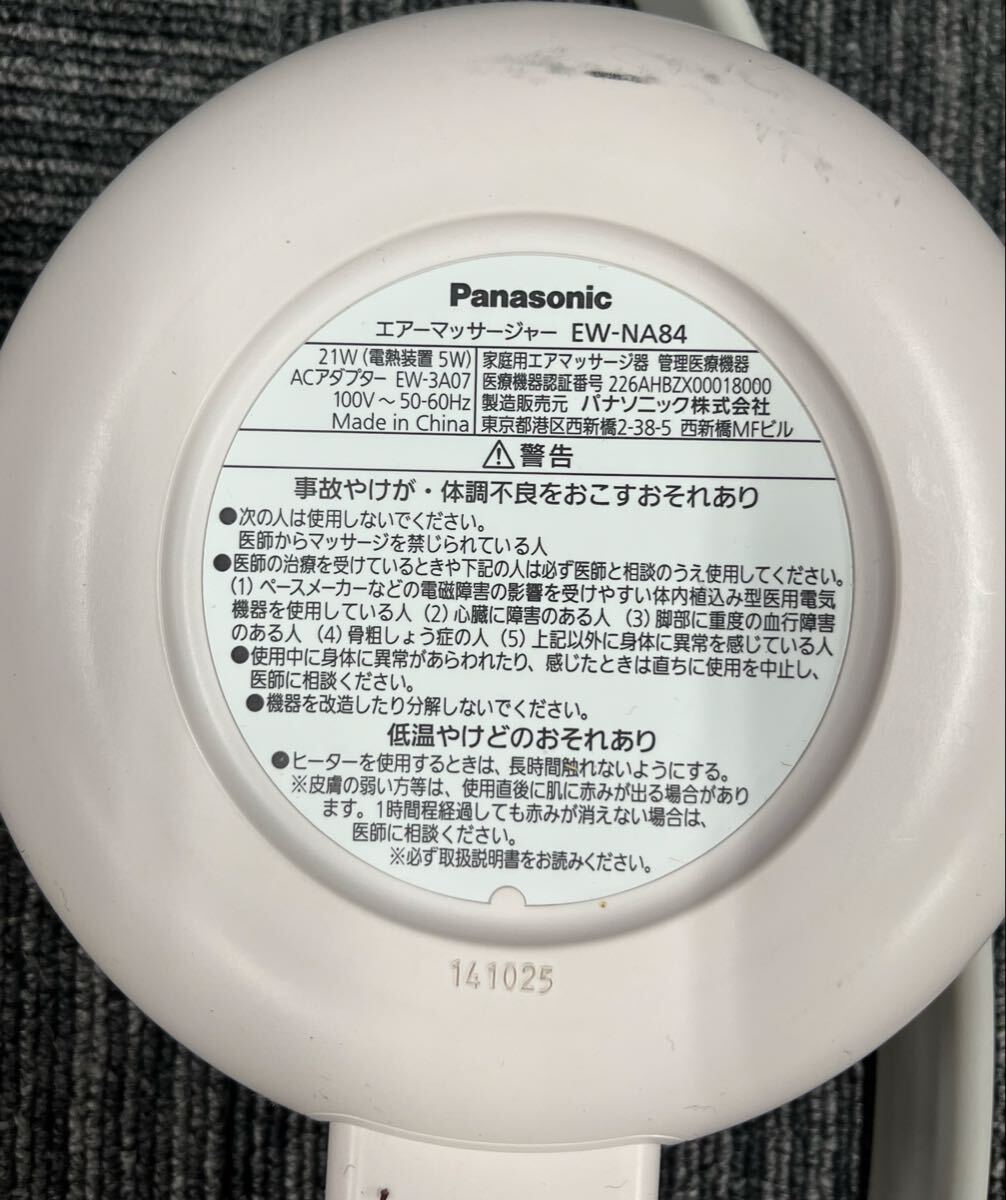 Panasonic
エアーマッサージャー EW-NA84
21W(電熱装置 5W)
ACアダプター EW-3A07
100V～50-60Hz
Made in China
家庭用エアマッサージ器 管理医療機器
医療機器認証番号 226AHBZX00018000
製造販売元 パナソニック株式会社
東京都港区西新橋2-38-5 西新橋MFビル
警告
事故やけが・体調不良をおこすおそれあり
●次の人は使用しないでください。
医師からマッサージを禁じられている人
●医師の治療を受けているときや下記の人は必ず医師と相談のうえ使用してください。
(1) ペースメーカーなどの電磁障害の影響を受けやすい体内植込み型医用電気
機器を使用している人 (2) 心臓に障害のある人 (3) 脚部に重度の血行障害
のある人 (4) 骨粗しょう症の人 (5) 上記以外に身体に異常を感じている人
●使用中に身体に異常があらわれたり、感じたときは直ちに使用を中止し、
医師に相談ください。
●機器を改造したり分解しないでください。
低温やけどのおそれあり
●ヒーターを使用するときは、長時間触れないようにする。
※皮膚の弱い方等は、使用直後に肌に赤みが出る場合があり
ます。1時間程経過しても赤みが消えない場合は、
医師に相談ください。
※必ず取扱説明書をお読みください。
141025